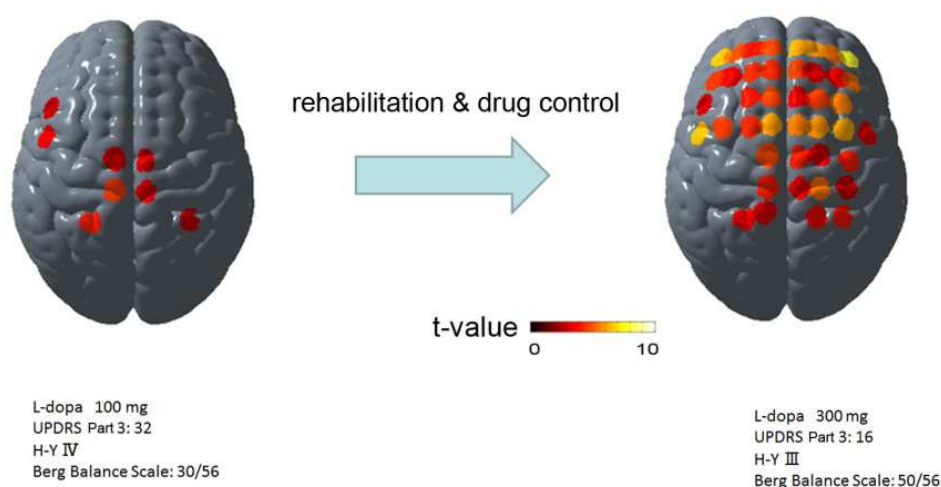 rehabilitation & drug control
t-value
0 10
L-dopa 100 mg
UPDRS Part 3: 32
H-Y Ⅳ
Berg Balance Scale: 30/56
L-dopa 300 mg
UPDRS Part 3: 16
H-Y Ⅲ
Berg Balance Scale: 50/56